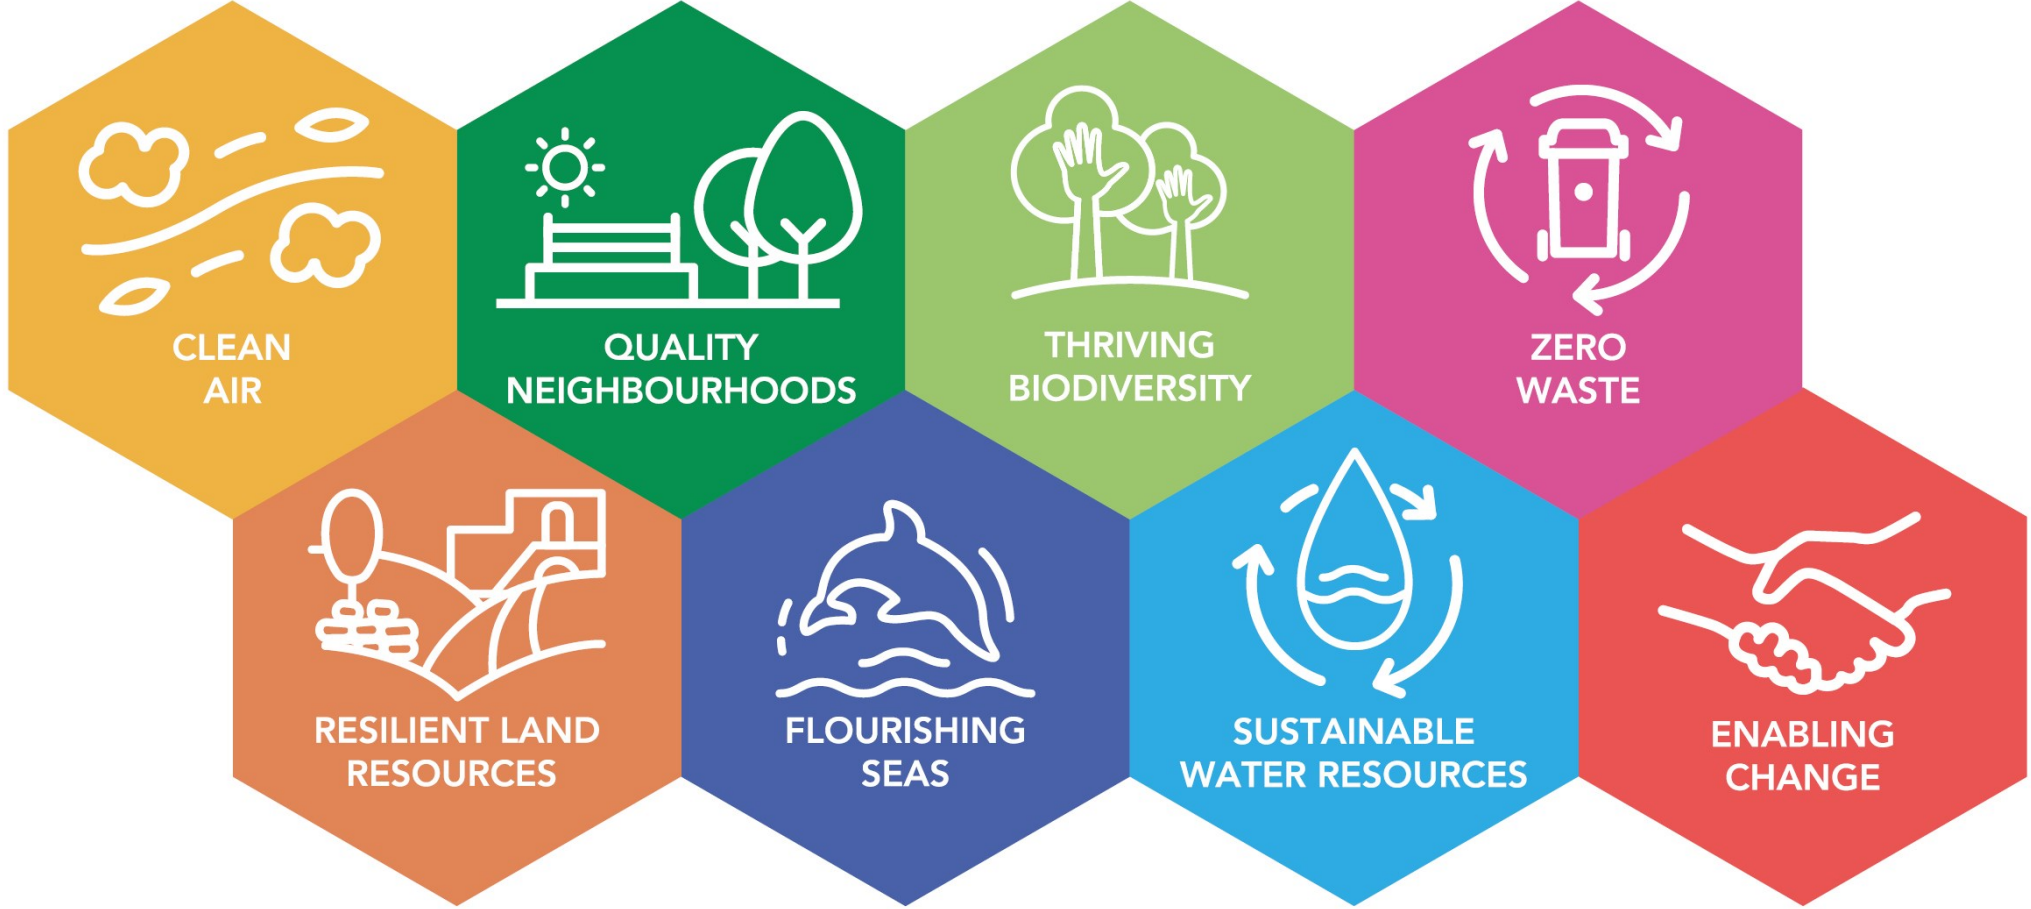 CLEAN
AIR
QUALITY
NEIGHBOURHOODS
THRIVING
BIODIVERSITY
ZERO
WASTE
RESILIENT LAND
RESOURCES
FLOURISHING
SEAS
SUSTAINABLE
WATER RESOURCES
ENABLING
CHANGE